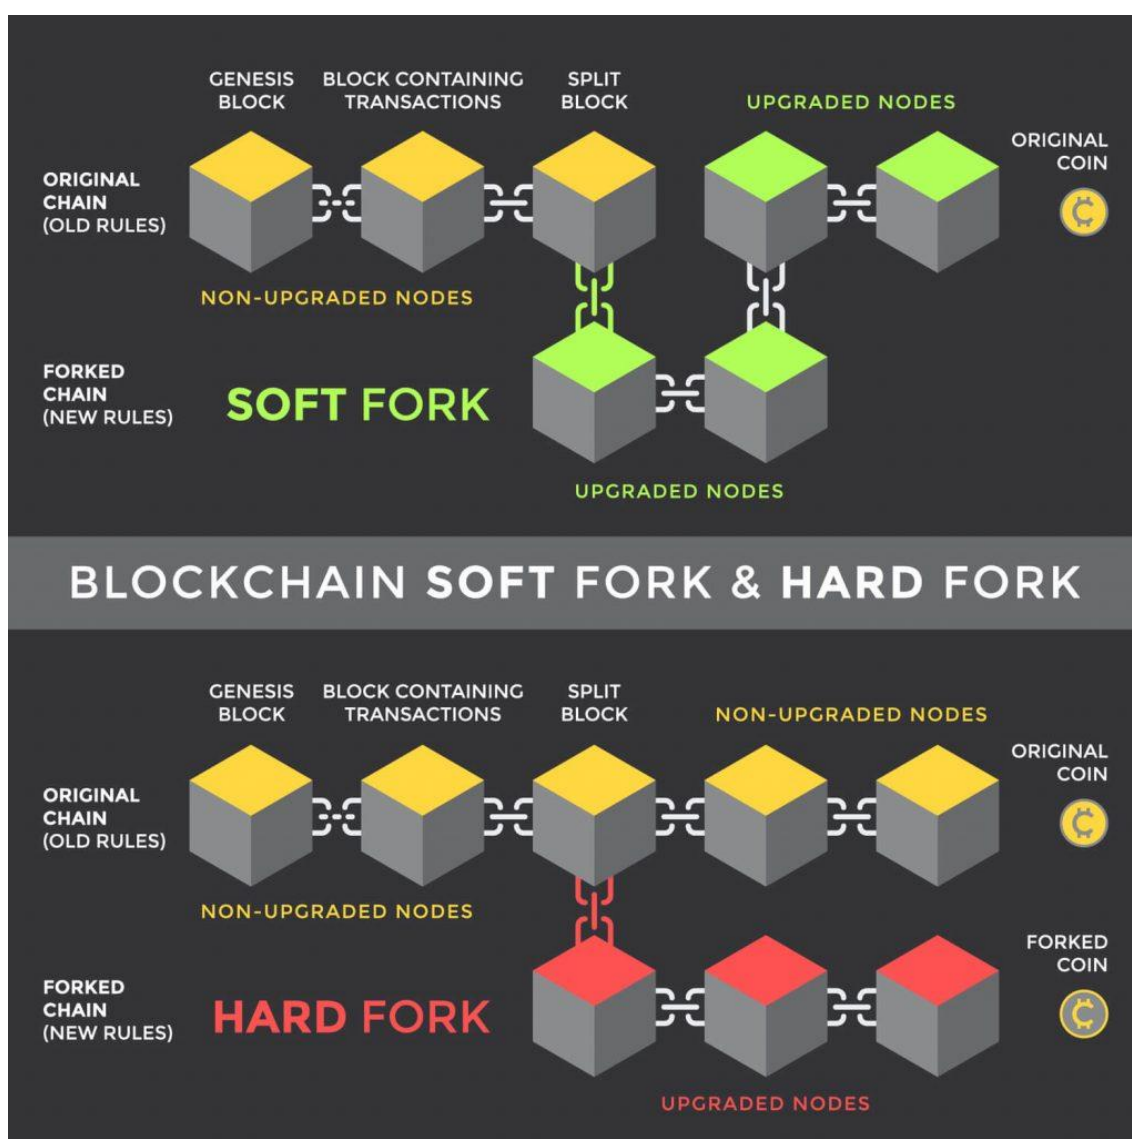 GENESIS
BLOCK
BLOCK CONTAINING
TRANSACTIONS
SPLIT
BLOCK
UPGRADED NODES
ORIGINAL
COIN
ORIGINAL
CHAIN
(OLD RULES)
NON-UPGRADED NODES
FORKED
CHAIN
(NEW RULES)
SOFT FORK
UPGRADED NODES
BLOCKCHAIN SOFT FORK & HARD FORK
GENESIS
BLOCK
BLOCK CONTAINING
TRANSACTIONS
SPLIT
BLOCK
NON-UPGRADED NODES
ORIGINAL
COIN
ORIGINAL
CHAIN
(OLD RULES)
NON-UPGRADED NODES
FORKED
COIN
FORKED
CHAIN
(NEW RULES)
HARD FORK
UPGRADED NODES